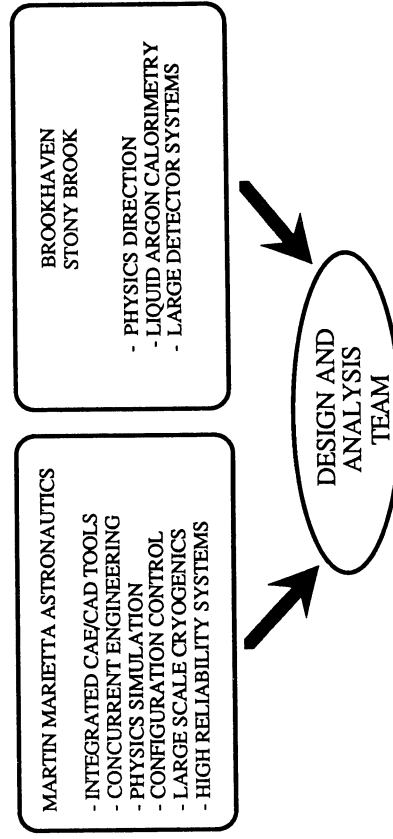 MARTIN MARIETTA ASTRONAUTICS
- INTEGRATED CAE/CAD TOOLS
- CONCURRENT ENGINEERING
- PHYSICS SIMULATION
- CONFIGURATION CONTROL
- LARGE SCALE CRYOGENICS
- HIGH RELIABILITY SYSTEMS
BROOKHAVEN
STONY BROOK
- PHYSICS DIRECTION
- LIQUID ARGON CALORIMETRY
- LARGE DETECTOR SYSTEMS
DESIGN AND
ANALYSIS
TEAM